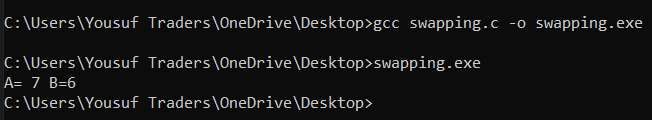 C:\Users\Yousuf Traders\OneDrive\Desktop>gcc swapping.c -o swapping.exe
C:\Users\Yousuf Traders\OneDrive\Desktop>swapping.exe
A= 7 B=6
C:\Users\Yousuf Traders\OneDrive\Desktop>